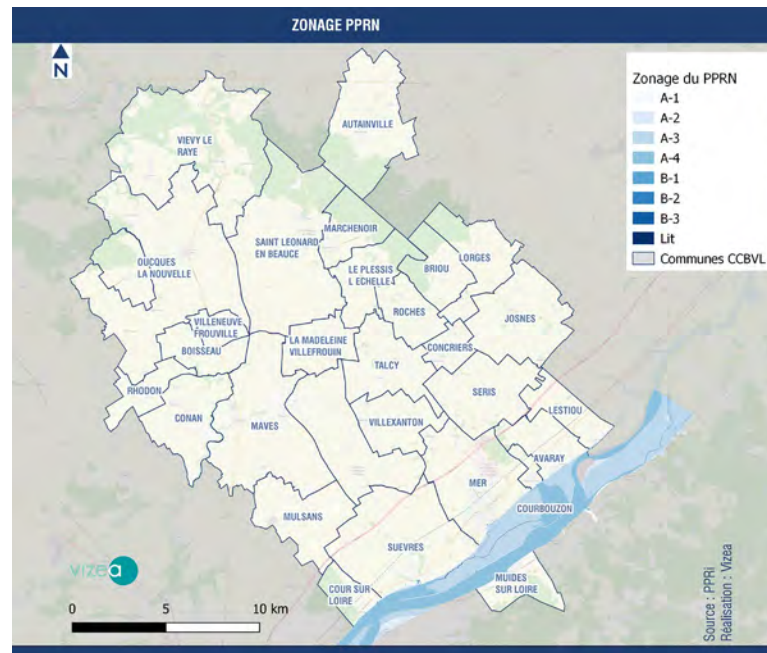 ZONAGE PPRN
N
Zonage du PPRN
A-1
A-2
A-3
A-4
B-1
B-2
B-3
Lit
Communes CCBVL
AUTAINVILLE
VIEVY LE
RAYE
MARCHENOIR
SAINT LEONARD
EN BEAUCE
LORGES
BRIOU
OUCQUES
LA NOUVELLE
LE PLESSIS
L ECHELLE
ROCHES
JOSNES
VILLENEUVE
FROUVILLE
BOISSEAU
LA MADELEINE
VILLEFROUIN
CONCRIERS
TALCY
RHODON
SERIS
CONAN
MAVES
VILLEXANTON
LESTIOU
AVARAY
MER
COURBOUZON
MULSANS
SUEVRES
MUIDES
SUR LOIRE
COUR SUR
LOIRE
vizea
0 5 10 km
Source : PPRi
Réalisation : Vizea